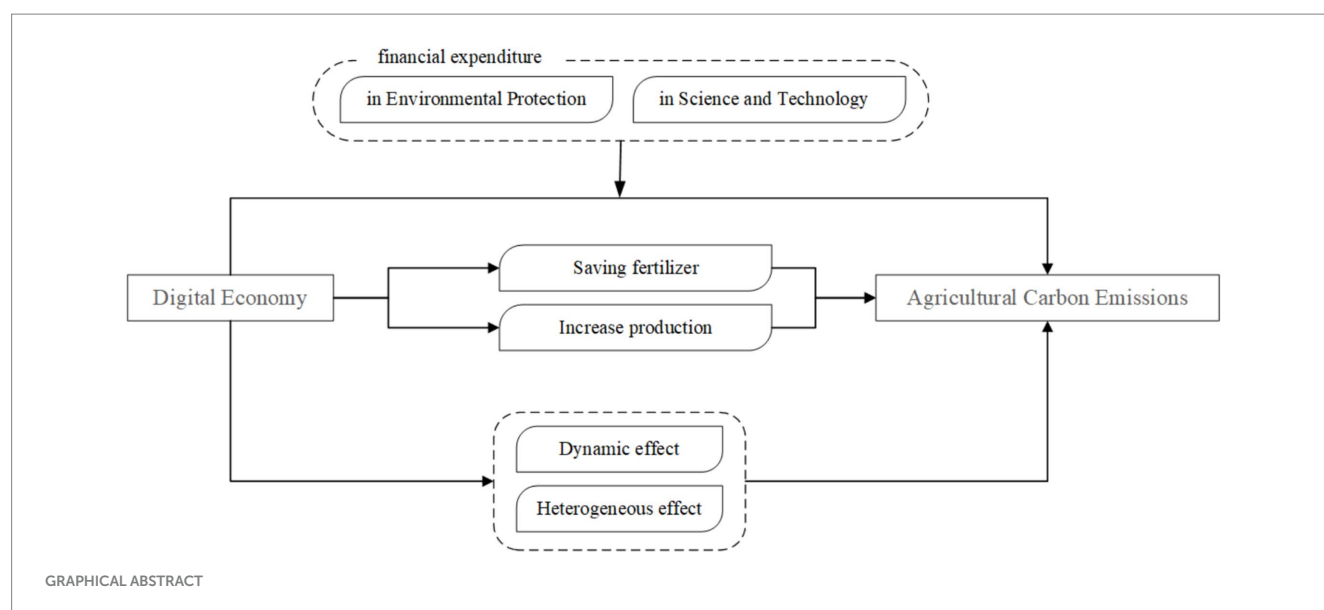 financial expenditure
in Environmental Protection
in Science and Technology
Saving fertilizer
Digital Economy
Agricultural Carbon Emissions
Increase production
Dynamic effect
Heterogeneous effect
GRAPHICAL ABSTRACT